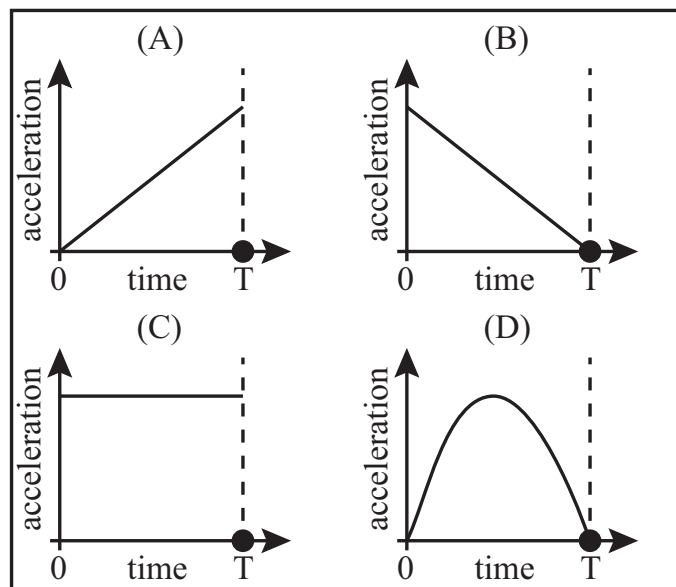 (A)
acceleration
0 time T
(B)
acceleration
0 time T
(C)
acceleration
0 time T
(D)
acceleration
0 time T